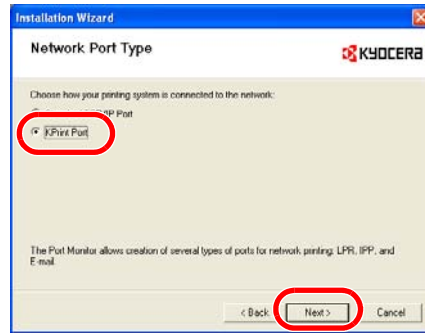 Installation Wizard
Network Port Type
KYOCERA
Choose how your printing system is connected to the network:
Port
KPrint Port
The Port Monitor allows creation of several types of ports for network printing: LPR, IPP, and
E-mail.
< Back
Next >
Cancel